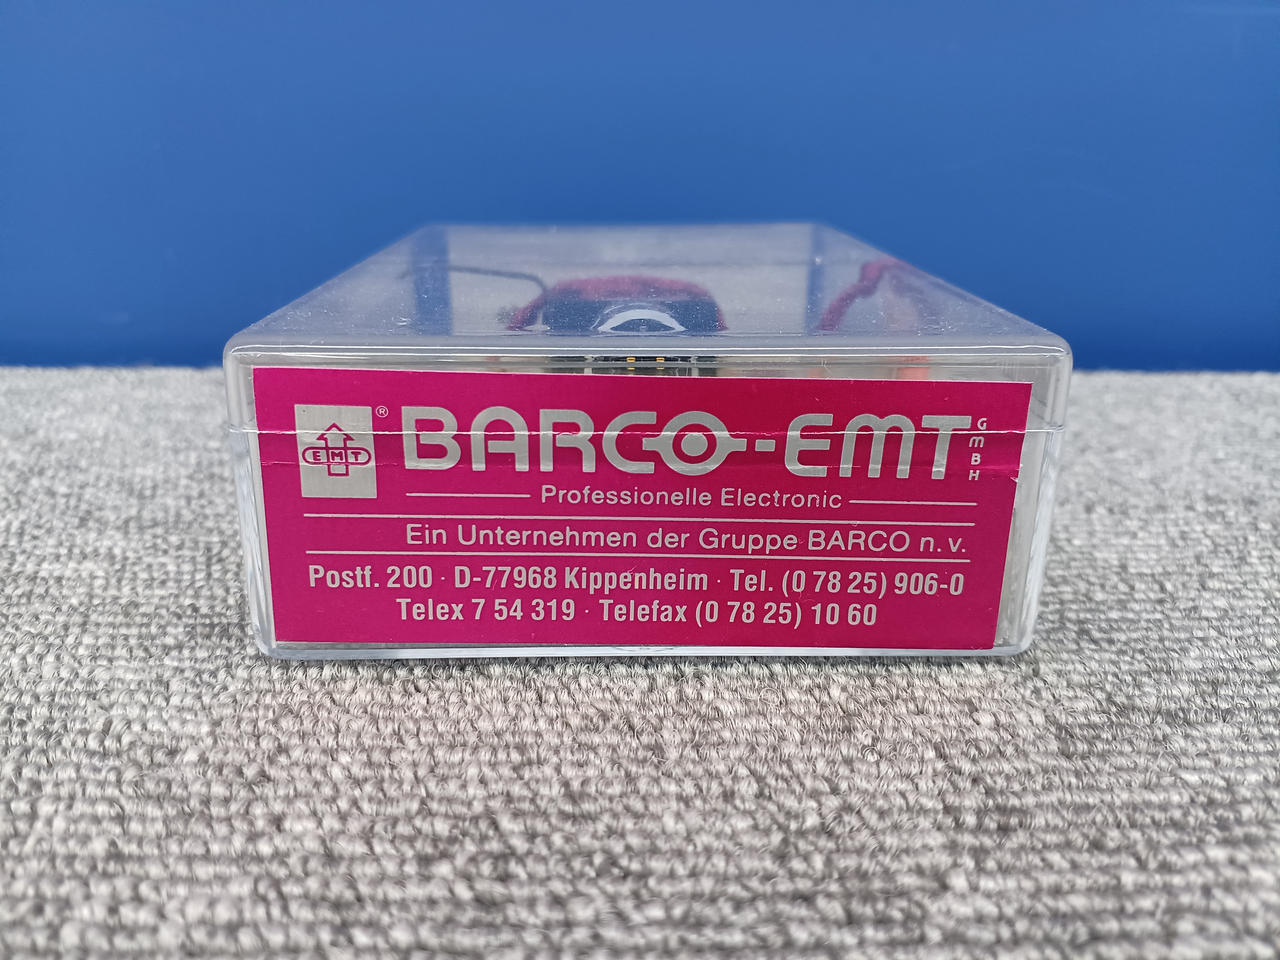 EMT ® BARCO-EMT GMBH
Professionelle Electronic
Ein Unternehmen der Gruppe BARCO n. v.
Postf. 200 · D-77968 Kippenheim · Tel. (0 78 25) 906-0
Telex 7 54 319 · Telefax (0 78 25) 10 60